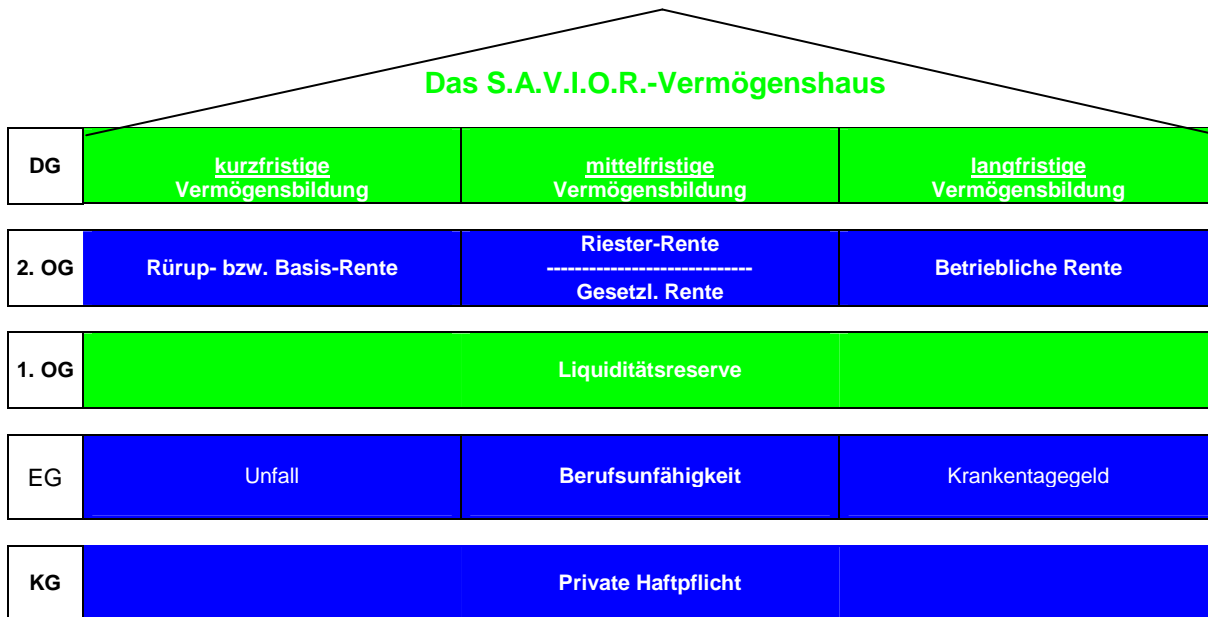 Das S.A.V.I.O.R.-Vermögenshaus
DG
kurzfristige
Vermögensbildung
mittelfristige
Vermögensbildung
langfristige
Vermögensbildung
2. OG
Rürup- bzw. Basis-Rente
Riester-Rente
-----------------------------
Gesetzl. Rente
Betriebliche Rente
1. OG
Liquiditätsreserve
EG
Unfall
Berufsunfähigkeit
Krankentagegeld
KG
Private Haftpflicht